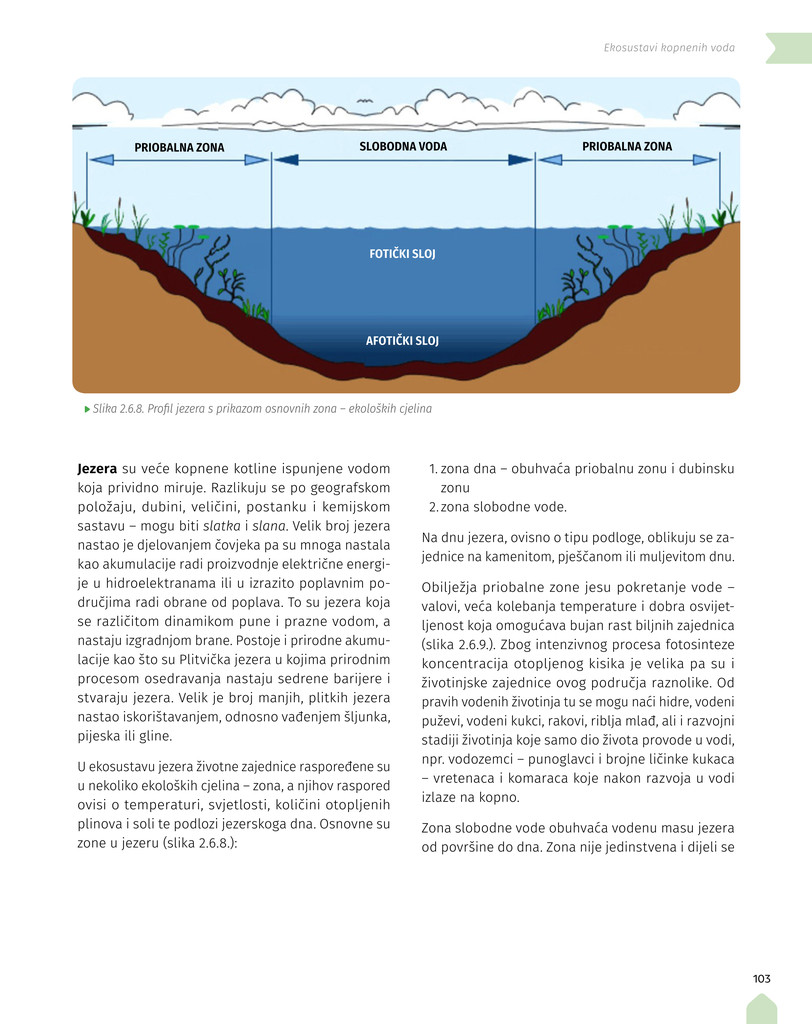 Ekosustavi kopnenih voda
PRIOBALNA ZONA
SLOBODNA VODA
PRIOBALNA ZONA
FOTIČKI SLOJ
AFOTIČKI SLOJ
Slika 2.6.8. Profil jezera s prikazom osnovnih zona – ekoloških cjelina
Jezera su veće kopnene kotline ispunjene vodom
koja prividno miruje. Razlikuju se po geografskom
položaju, dubini, veličini, postanku i kemijskom
sastavu – mogu biti slatka i slana. Velik broj jezera
nastao je djelovanjem čovjeka pa su mnoga nastala
kao akumulacije radi proizvodnje električne energi-
je u hidroelektranama ili u izrazito poplavnim po-
dručjima radi obrane od poplava. To su jezera koja
se različitom dinamikom pune i prazne vodom, a
nastaju izgradnjom brane. Postoje i prirodne akumu-
lacije kao što su Plitvička jezera u kojima prirodnim
procesom osedravanja nastaju sedrene barijere i
stvaraju jezera. Velik je broj manjih, plitkih jezera
nastao iskorištavanjem, odnosno vađenjem šljunka,
pijeska ili gline.
U ekosustavu jezera životne zajednice raspoređene su
u nekoliko ekoloških cjelina – zona, a njihov raspored
ovisi o temperaturi, svjetlosti, količini otopljenih
plinova i soli te podlozi jezerskoga dna. Osnovne su
zone u jezeru (slika 2.6.8.):
1. zona dna – obuhvaća priobalnu zonu i dubinsku
zonu
2. zona slobodne vode.
Na dnu jezera, ovisno o tipu podloge, oblikuju se za-
jednice na kamenitom, pješčanom ili muljevitom dnu.
Obilježja priobalne zone jesu pokretanje vode –
valovi, veća kolebanja temperature i dobra osvijet-
ljenost koja omogućava bujan rast biljnih zajednica
(slika 2.6.9.). Zbog intenzivnog procesa fotosinteze
koncentracija otopljenog kisika je velika pa su i
životinjske zajednice ovog područja raznolike. Od
pravih vodenih životinja tu se mogu naći hidre, vodeni
puževi, vodeni kukci, rakovi, riblja mlađ, ali i razvojni
stadiji životinja koje samo dio života provode u vodi,
npr. vodozemci – punoglavci i brojne ličinke kukaca
– vretenaca i komaraca koje nakon razvoja u vodi
izlaze na kopno.
Zona slobodne vode obuhvaća vodenu masu jezera
od površine do dna. Zona nije jedinstvena i dijeli se
103